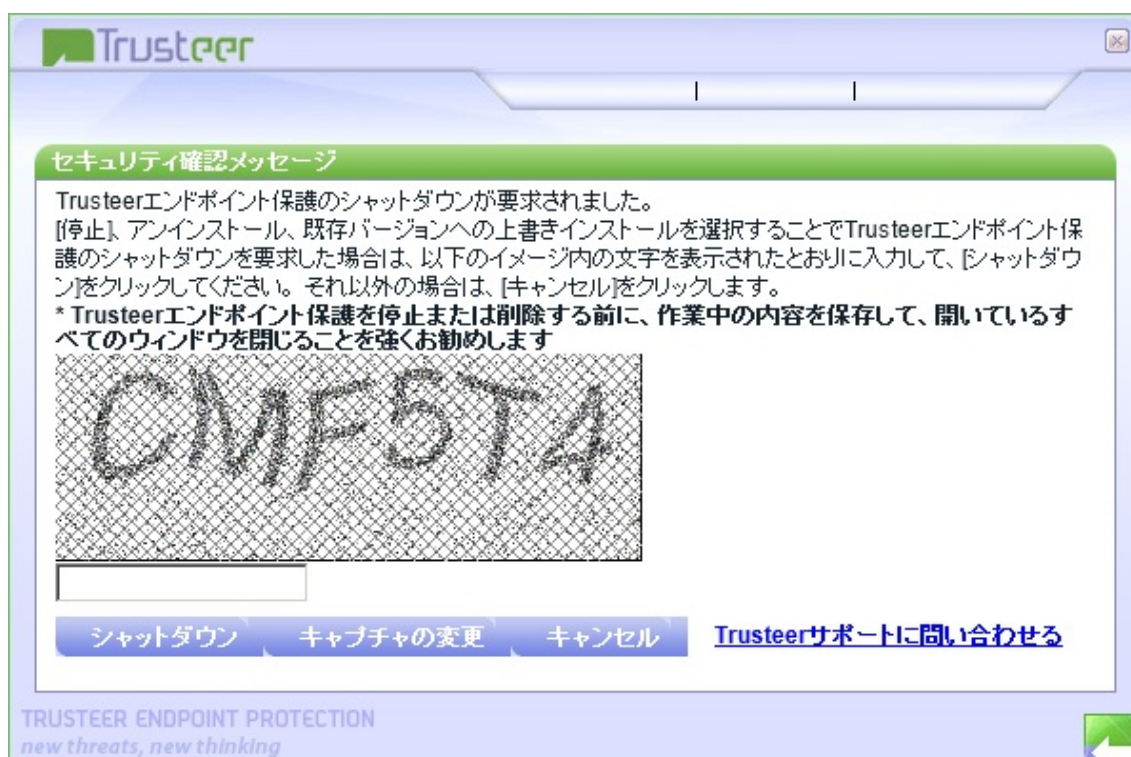 Trusteer
セキュリティ確認メッセージ
Trusteerエンドポイント保護のシャットダウンが要求されました。
[停止]、アンインストール、既存バージョンへの上書きインストールを選択することでTrusteerエンドポイント保
護のシャットダウンを要求した場合は、以下のイメージ内の文字を表示されたとおりに入力して、[シャットダウ
ン]をクリックしてください。それ以外の場合は、[キャンセル]をクリックします。
* Trusteerエンドポイント保護を停止または削除する前に、作業中の内容を保存して、開いているす
べてのウィンドウを閉じることを強くお勧めします
CMF5T4
シャットダウン キャプチャの変更 キャンセル Trusteerサポートに問い合わせる
TRUSTEER ENDPOINT PROTECTION
new threats, new thinking